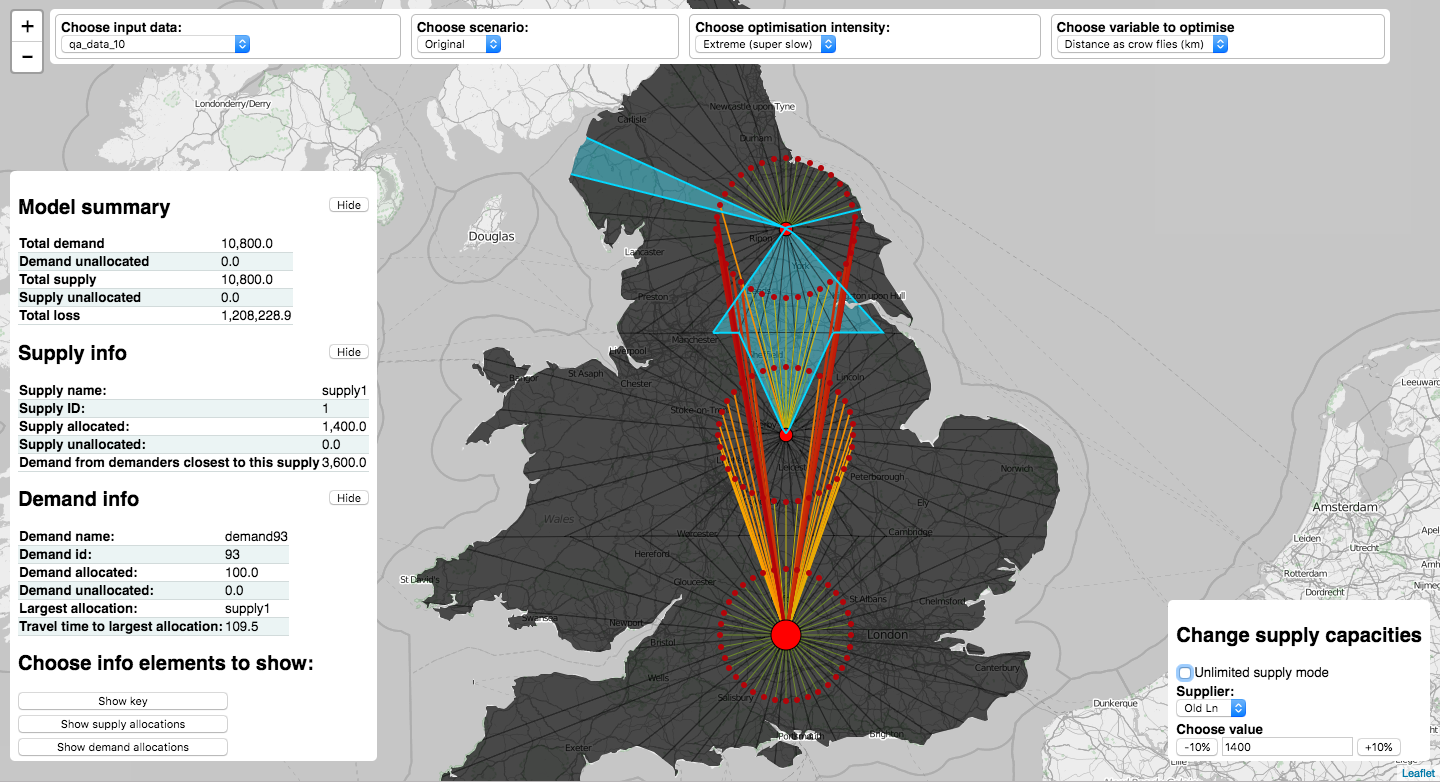 +
−
Choose input data:
qa_data_10
Choose scenario:
Original
Choose optimisation intensity:
Extreme (super slow)
Choose variable to optimise
Distance as crow flies (km)
Model summary
Hide
Total demand 10,800.0
Demand unallocated 0.0
Total supply 10,800.0
Supply unallocated 0.0
Total loss 1,208,228.9
Supply info
Hide
Supply name: supply1
Supply ID: 1
Supply allocated: 1,400.0
Supply unallocated: 0.0
Demand from demanders closest to this supply 3,600.0
Demand info
Hide
Demand name: demand93
Demand id: 93
Demand allocated: 100.0
Demand unallocated: 0.0
Largest allocation: supply1
Travel time to largest allocation: 109.5
Choose info elements to show:
Show key
Show supply allocations
Show demand allocations
Londonderry/Derry
Newcastle upon Tyne
Carlisle
Durham
Douglas
Ripon
Lancaster
York
Leeds
Preston
Manchester
Liverpool
St Asaph
Bangor
Chester
Lincoln
Peterborough
Norwich
Ely
Wales
Worcester
Cambridge
Hereford
Gloucester
St David's
St Albans
Chelmsford
Swansea
Newport
London
Bristol
Canterbury
Wells
Salisbury
Portsmouth
Brighton
Exeter
Amsterdam
Leiden
Utrecht
Rotterdam
Dordrecht
Dunkerque
Lille
Change supply capacities
Unlimited supply mode
Supplier:
Old Ln
Choose value
-10%
1400
+10%
Leaflet